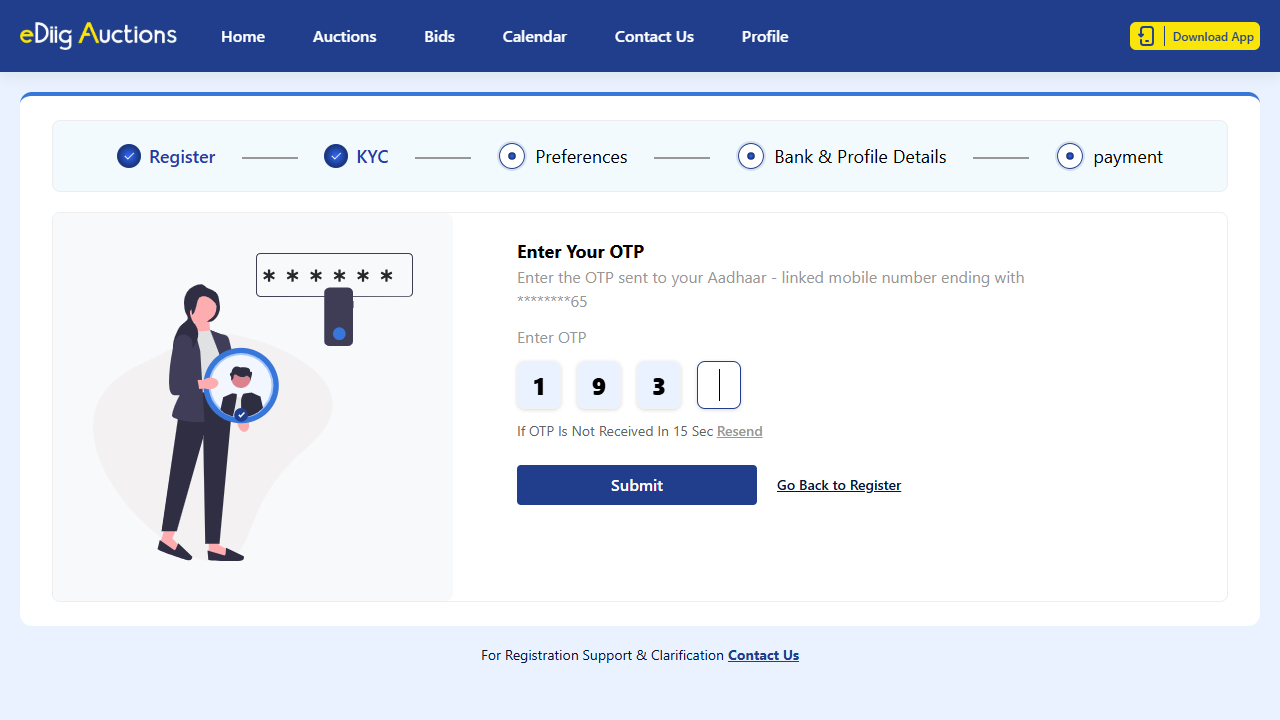 eDiig Auctions Home Auctions Bids Calendar Contact Us Profile Download App
Register KYC Preferences Bank & Profile Details payment
* * * * * *
Enter Your OTP
Enter the OTP sent to your Aadhaar - linked mobile number ending with
********65
Enter OTP
1 9 3
If OTP Is Not Received In 15 Sec Resend
Submit Go Back to Register
For Registration Support & Clarification Contact Us